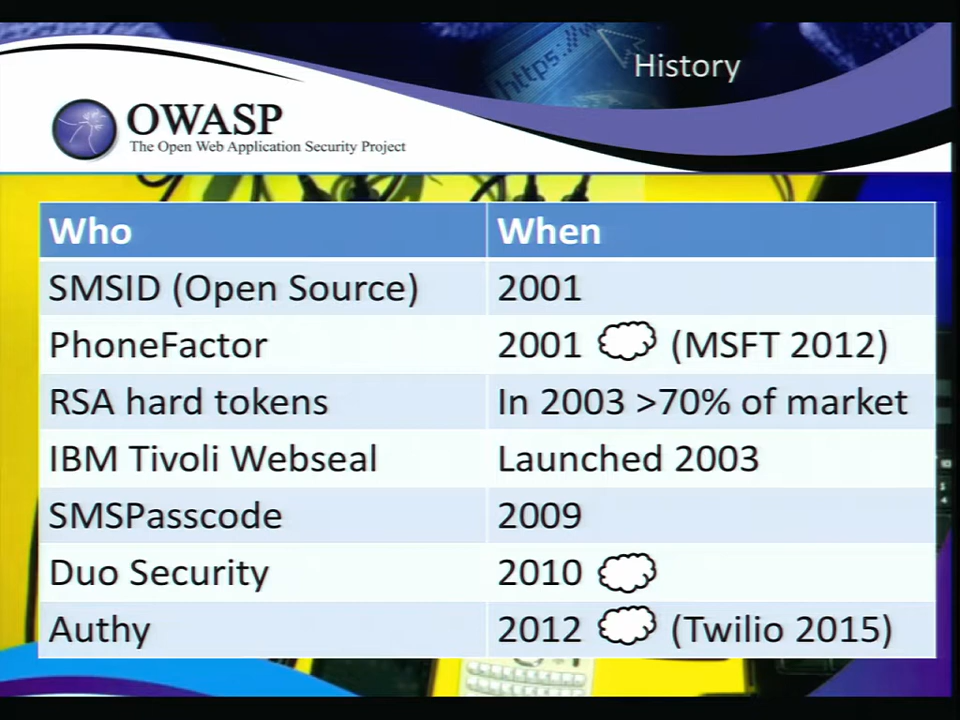 https://w
History
OWASP
The Open Web Application Security Project
Who When
SMSID (Open Source) 2001
PhoneFactor 2001 (MSFT 2012)
RSA hard tokens In 2003 >70% of market
IBM Tivoli Webseal Launched 2003
SMSPasscode 2009
Duo Security 2010
Authy 2012 (Twilio 2015)